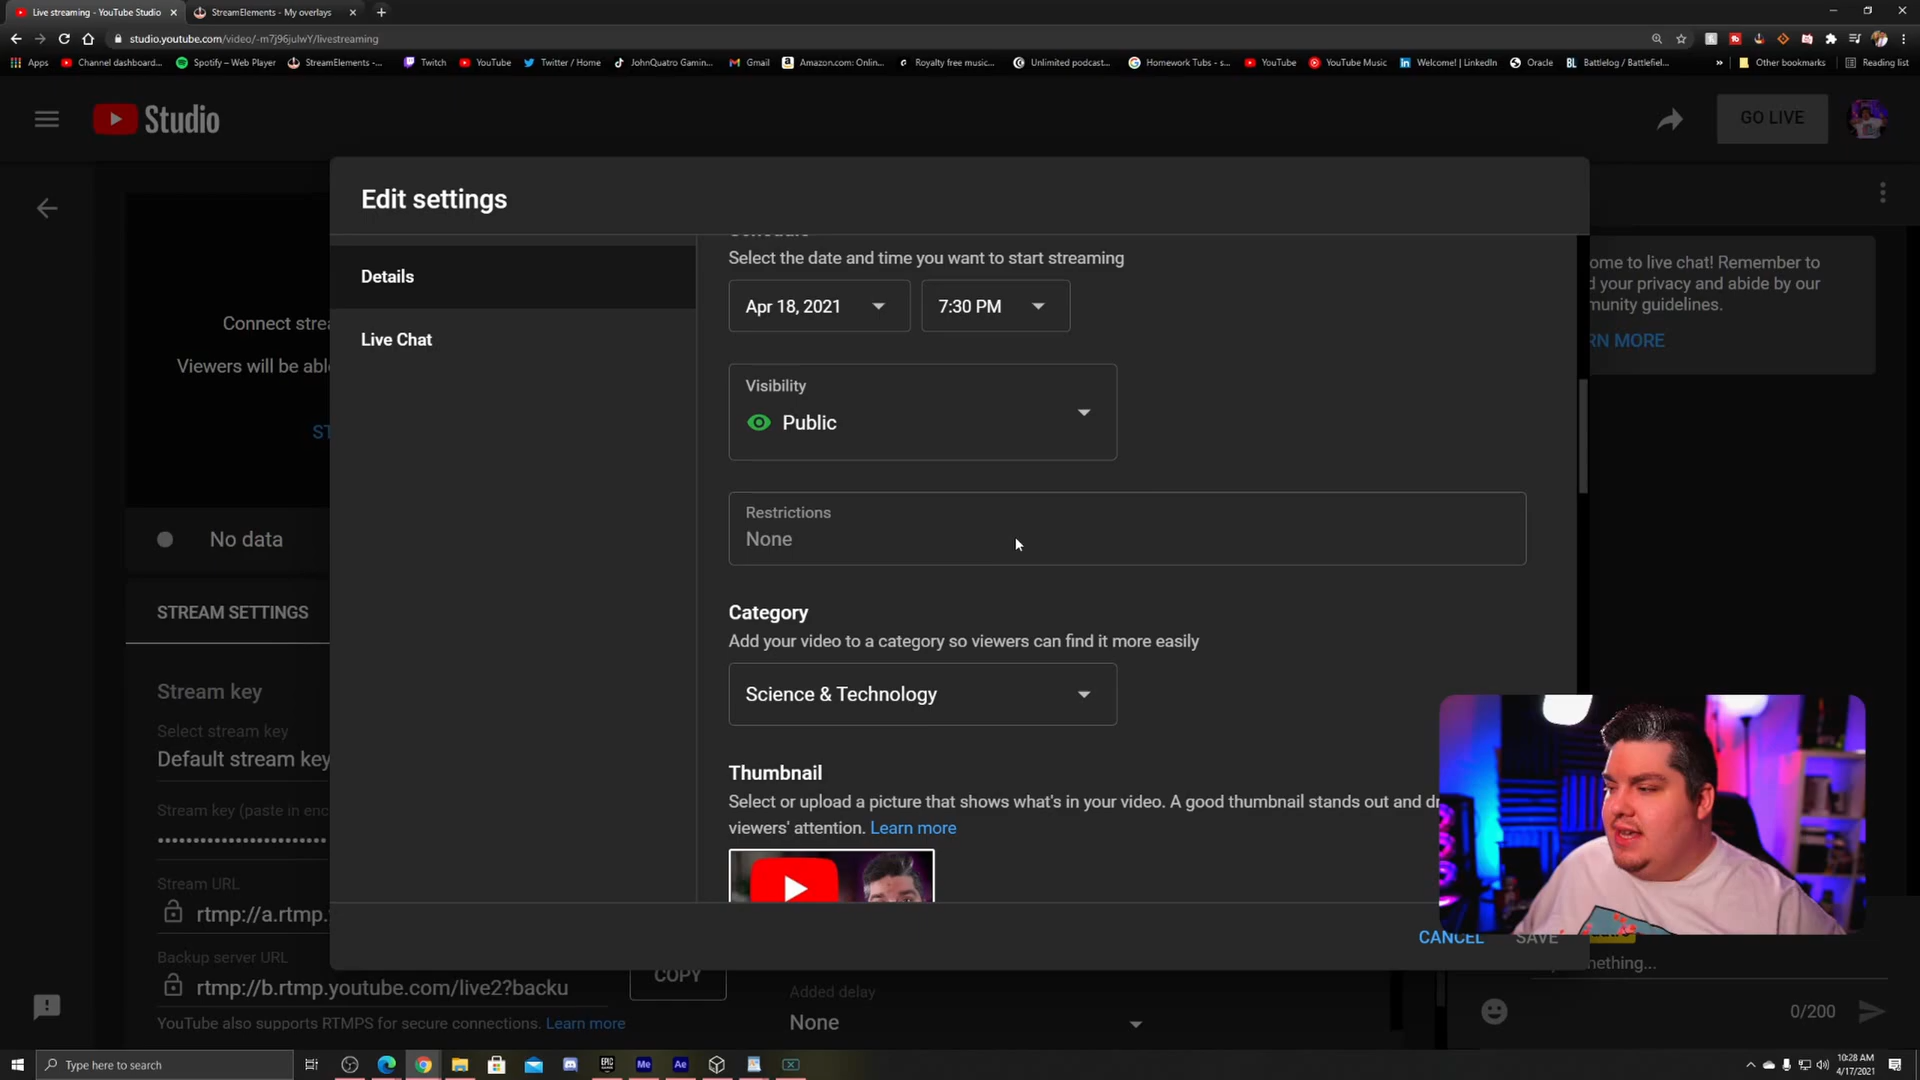 Live streaming - YouTube Studio
StreamElements - My overlays
studio.youtube.com/video/-m7j96julwY/livestreaming
Apps
Channel dashboard...
Spotify – Web Player
StreamElements -...
Twitch
YouTube
Twitter / Home
JohnQuatro Gamin...
Gmail
Amazon.com: Onlin...
Royalty free music...
Unlimited podcast...
Homework Tubs - s...
YouTube
YouTube Music
Welcome! | LinkedIn
Oracle
Battlelog / Battlefiel...
Other bookmarks
Reading list
Studio
GO LIVE
Edit settings
Details
Live Chat
Select the date and time you want to start streaming
Apr 18, 2021
7:30 PM
Visibility
Public
Restrictions
None
Category
Add your video to a category so viewers can find it more easily
Science & Technology
Thumbnail
Select or upload a picture that shows what's in your video. A good thumbnail stands out and dr
viewers' attention. Learn more
CANCEL
SAVE
Connect strea
Viewers will be abl
ST
No data
STREAM SETTINGS
Stream key
Select stream key
Default stream key
Stream key (paste in enc
Stream URL
rtmp://a.rtmp.
Backup server URL
rtmp://b.rtmp.youtube.com/live2?backu
COPY
YouTube also supports RTMPS for secure connections. Learn more
Added delay
None
ome to live chat! Remember to
d your privacy and abide by our
munity guidelines.
RN MORE
nething...
0/200
Type here to search
EPIC
Me
Ae
10:28 AM
4/17/2021